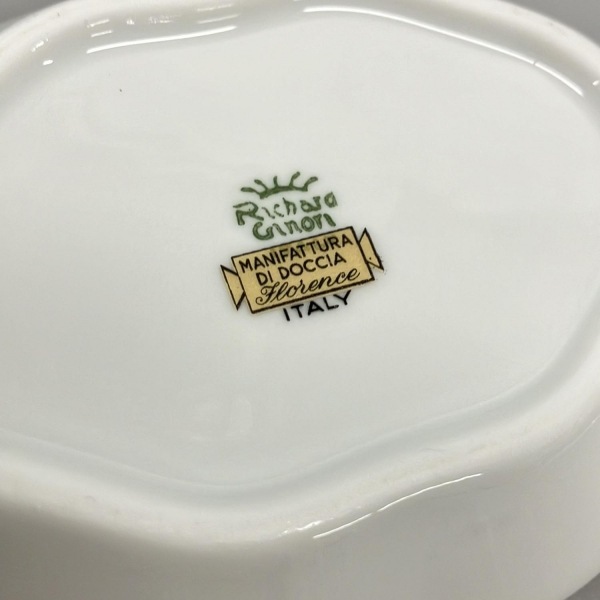 Richard
Ginori
MANIFATTURA
DI DOCCIA
Florence
ITALY